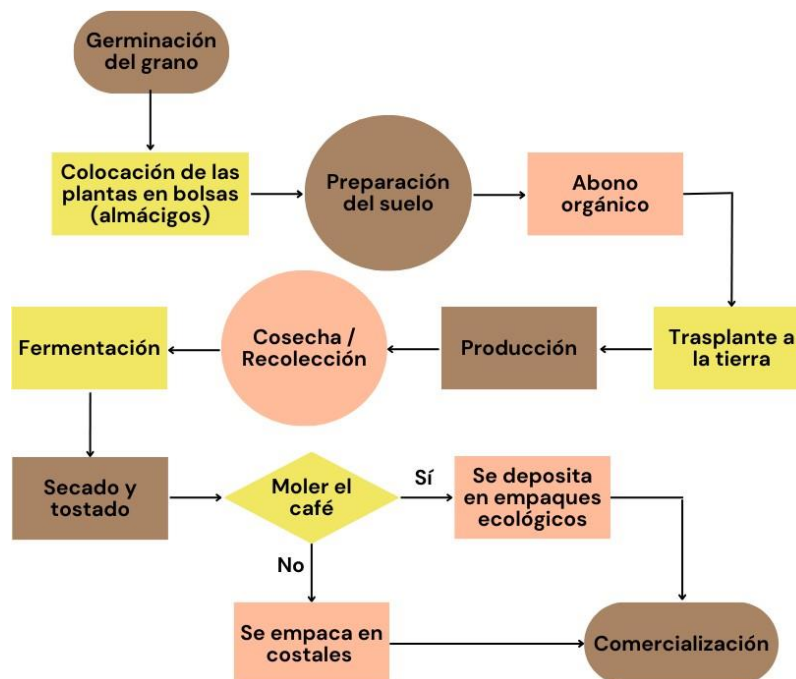 Germinación
del grano
Colocación de las
plantas en bolsas
(almácigos)
Preparación
del suelo
Abono
orgánico
Trasplante a
la tierra
Producción
Cosecha /
Recolección
Fermentación
Secado y
tostado
Moler el
café
Sí
Se deposita
en empaques
ecológicos
No
Se empaca en
costales
Comercialización